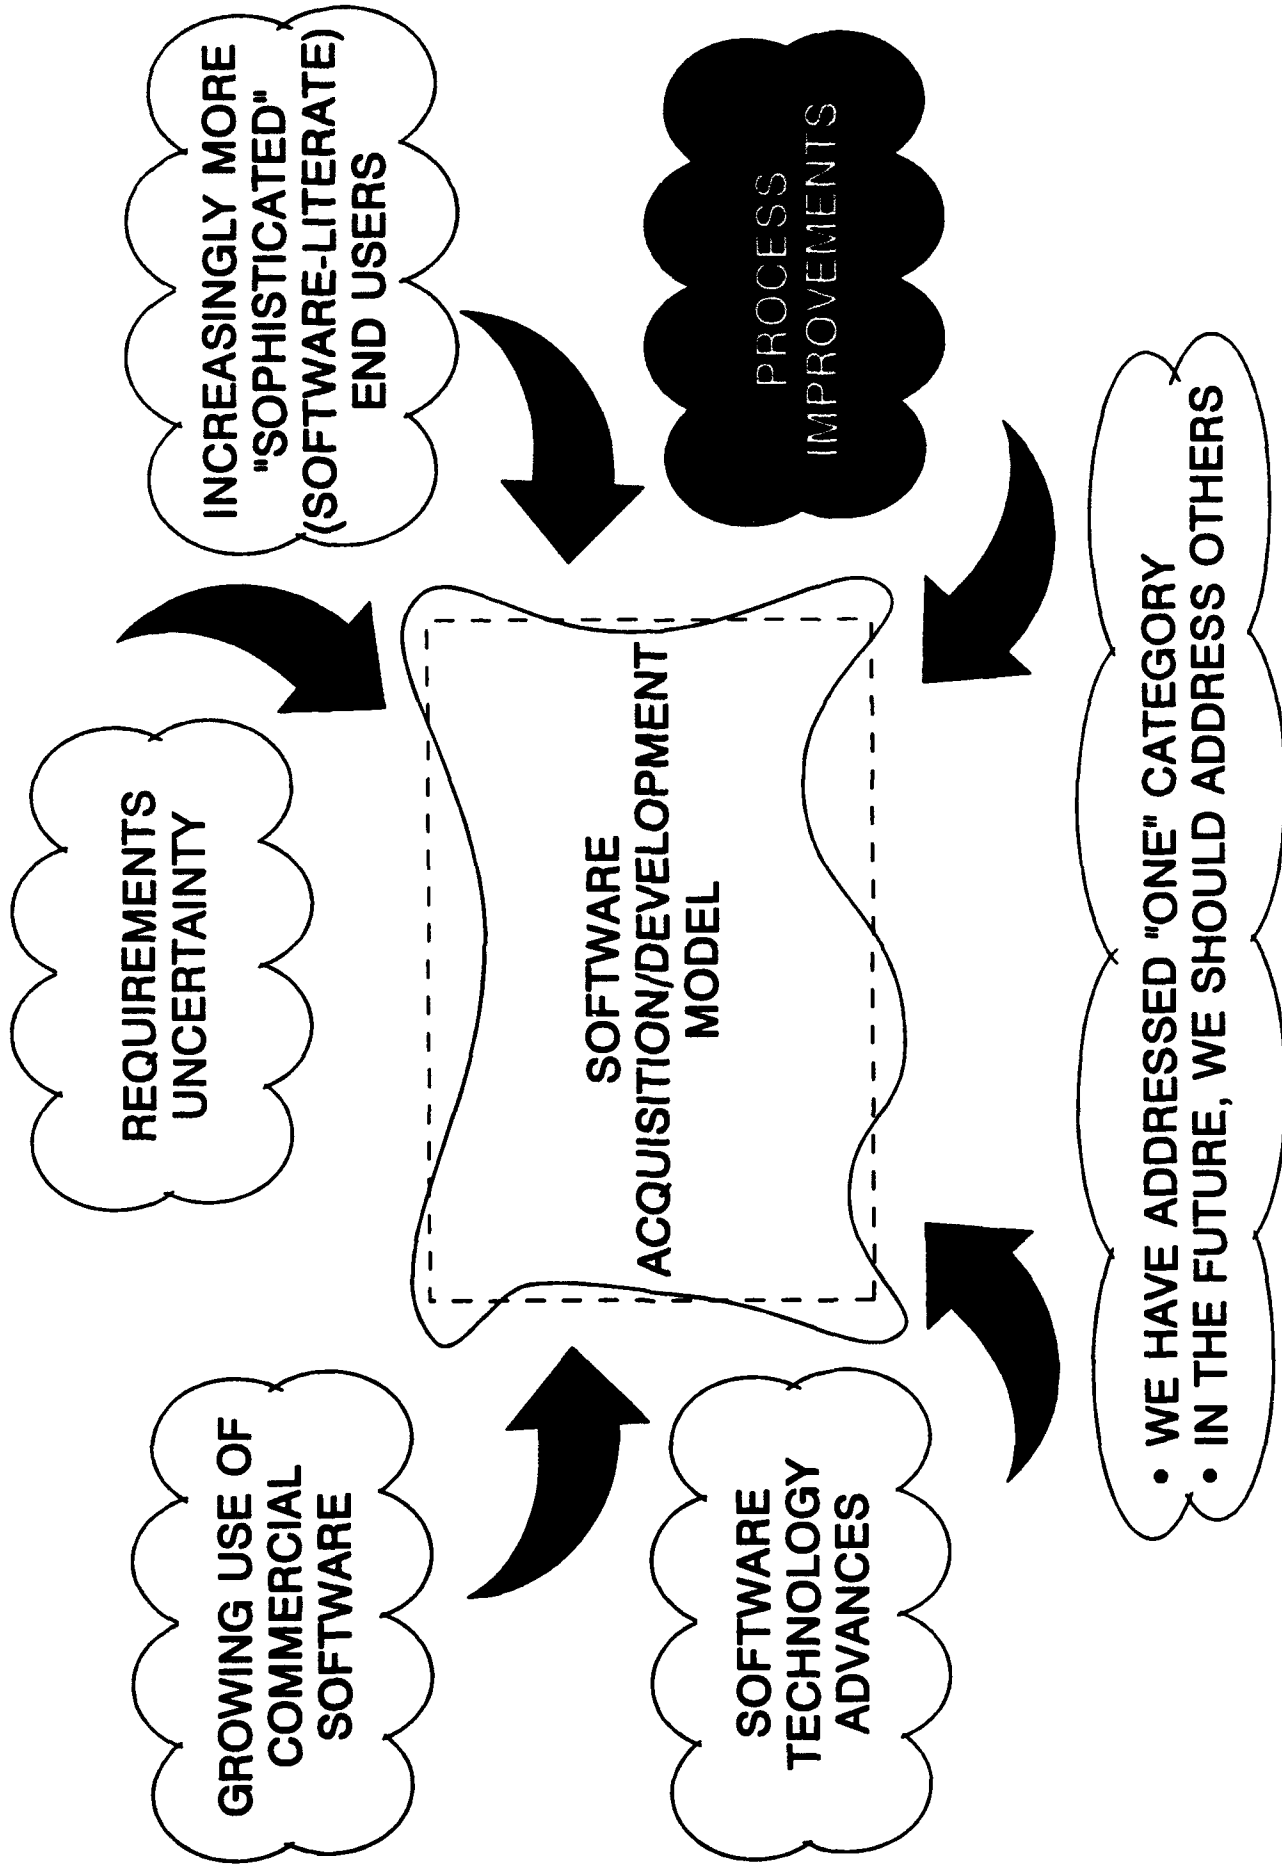 REQUIREMENTS
UNCERTAINTY
GROWING USE OF
COMMERCIAL
SOFTWARE
INCREASINGLY MORE
"SOPHISTICATED"
(SOFTWARE-LITERATE)
END USERS
SOFTWARE
ACQUISITION/DEVELOPMENT
MODEL
SOFTWARE
TECHNOLOGY
ADVANCES
PROCESS
IMPROVEMENTS
• WE HAVE ADDRESSED "ONE" CATEGORY
• IN THE FUTURE, WE SHOULD ADDRESS OTHERS